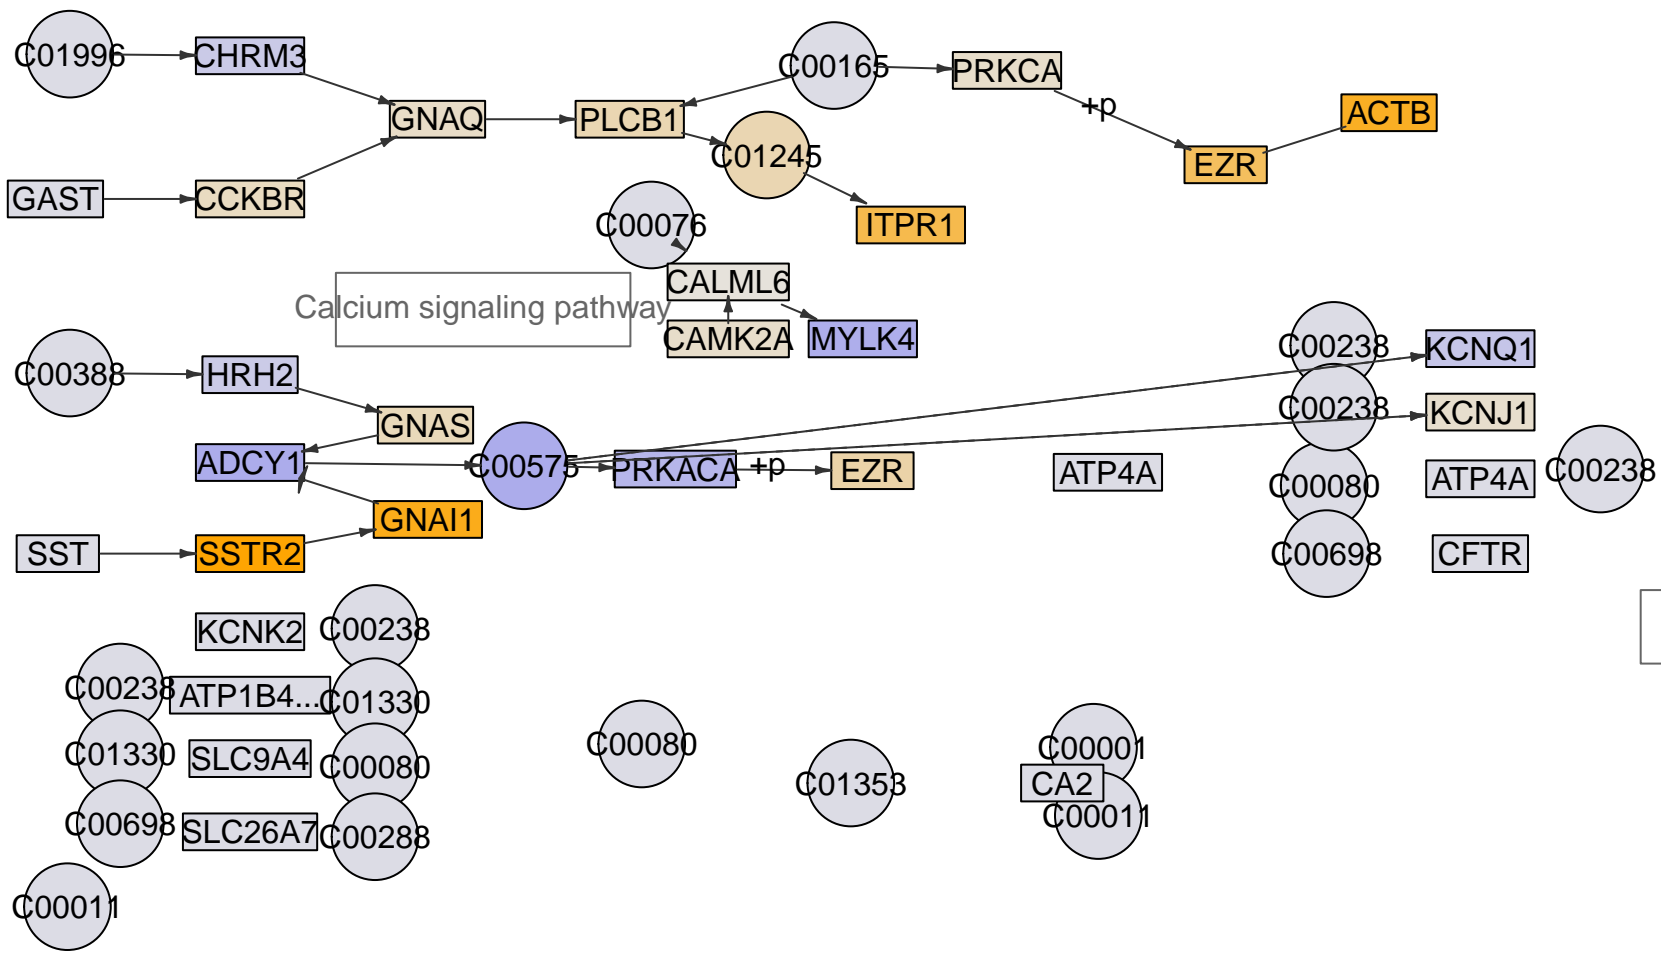 C01996
CHRM3
C00165
PRKCA
+p
ACTB
GNAQ
PLCB1
C01245
EZR
GAST
CCKBR
ITPR1
C00076
CALML6
Calcium signaling pathway
CAMK2A
MYLK4
C00238
KCNQ1
C00388
HRH2
C00238
KCNJ1
GNAS
ADCY1
C00575
PRKACA
+p
EZR
ATP4A
C00080
ATP4A
C00238
GNAI1
SST
SSTR2
C00698
CFTR
KCNK2
C00238
C00238
ATP1B4...
C01330
C01330
SLC9A4
C00080
C00080
C01353
C00001
CA2
C00011
C00698
SLC26A7
C00288
C00011